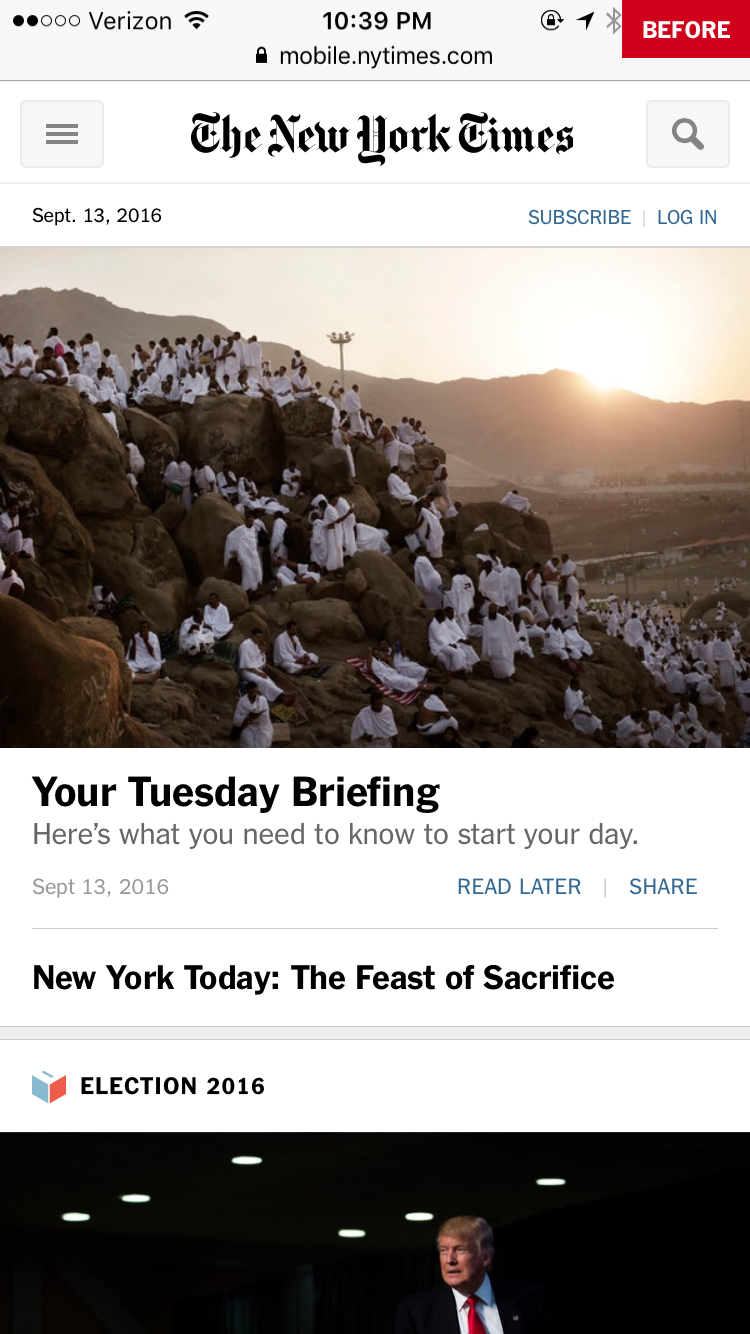 Verizon 10:39 PM
BEFORE
mobile.nytimes.com
The New York Times
Sept. 13, 2016 SUBSCRIBE | LOG IN
Your Tuesday Briefing
Here’s what you need to know to start your day.
Sept 13, 2016 READ LATER | SHARE
New York Today: The Feast of Sacrifice
ELECTION 2016